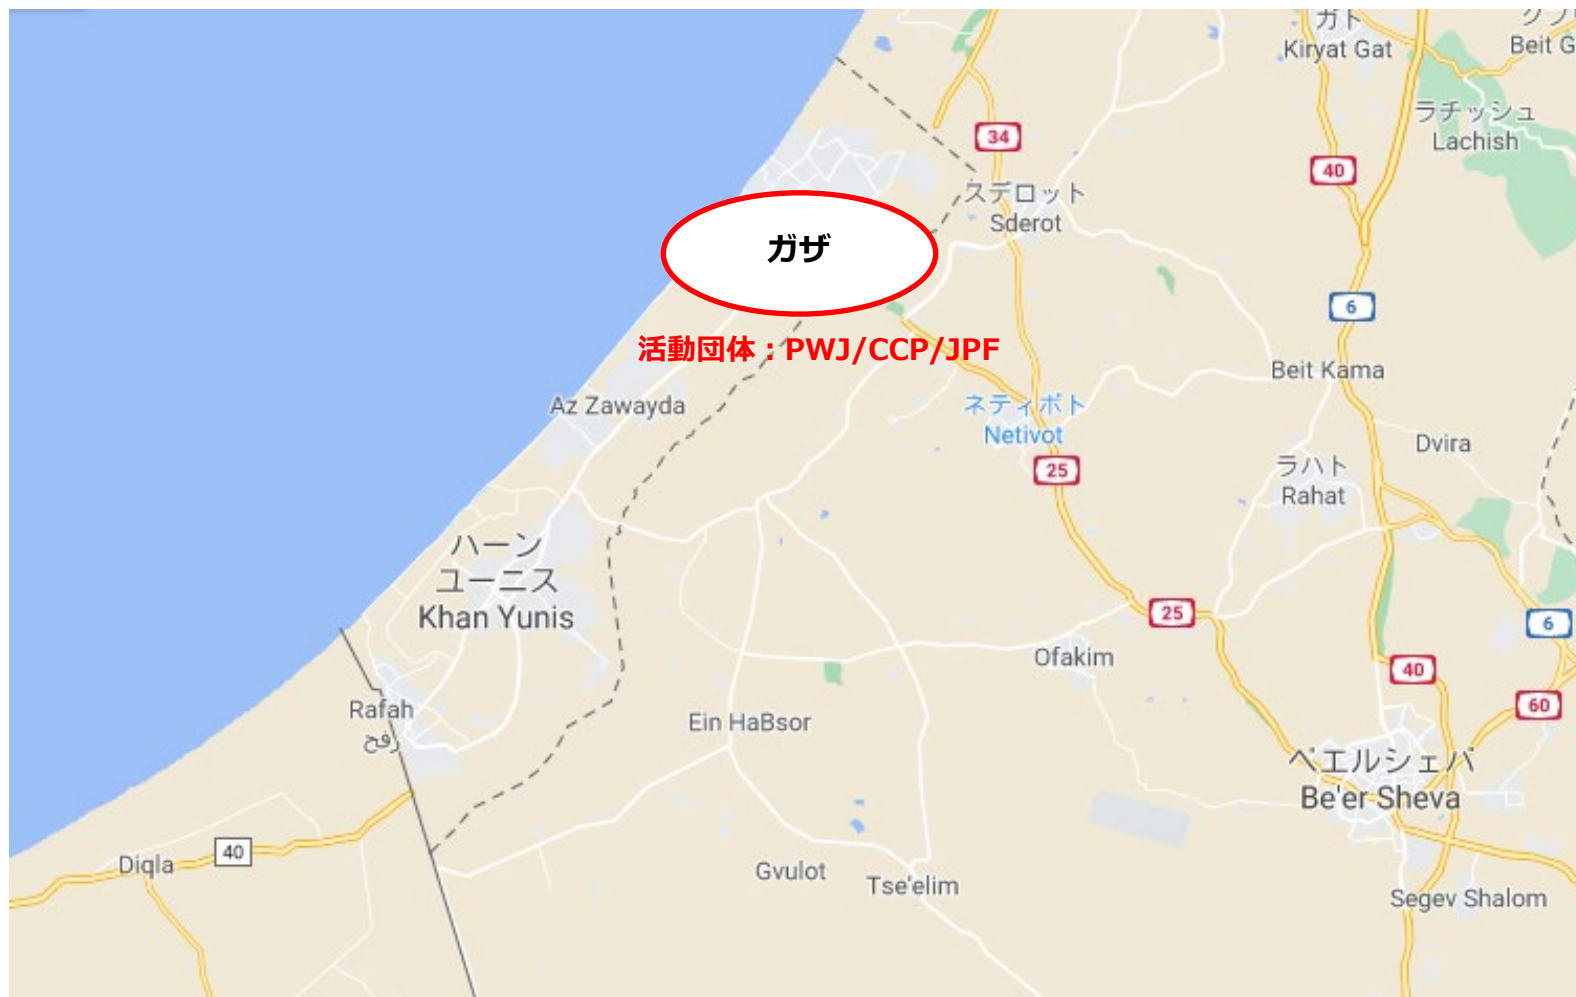 ガト
Kiryat Gat
Beit G
ラチッシュ
Lachish
34
40
スデロット
Sderot
ガザ
6
活動団体：PWJ/CCP/JPF
Beit Kama
Az Zawayda
ネティボト
Netivot
Dvira
25
ラハト
Rahat
ハーン
ユーニス
Khan Yunis
25
6
Ofakim
40
Rafah
رفح
60
Ein HaBsor
ベエルシェバ
Be'er Sheva
Diqla
40
Gvulot
Tse'elim
Segev Shalom